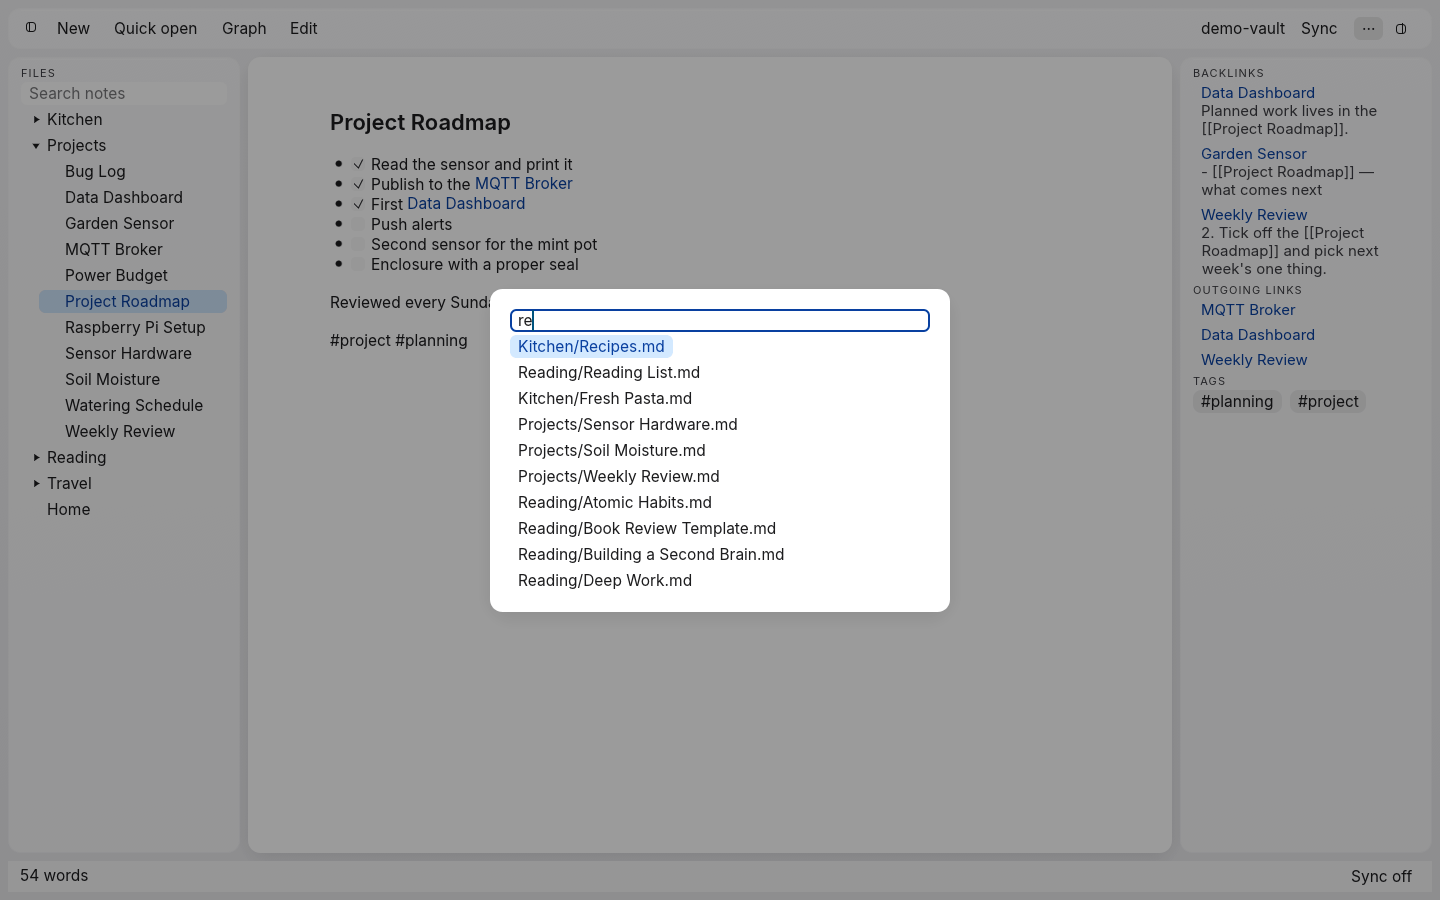 New Quick open Graph Edit demo-vault Sync ...
FILES
Search notes
Kitchen
Projects
Bug Log
Data Dashboard
Garden Sensor
MQTT Broker
Power Budget
Project Roadmap
Raspberry Pi Setup
Sensor Hardware
Soil Moisture
Watering Schedule
Weekly Review
Reading
Travel
Home
Project Roadmap
Read the sensor and print it
Publish to the MQTT Broker
First Data Dashboard
Push alerts
Second sensor for the mint pot
Enclosure with a proper seal
Reviewed every Sunda
#project #planning
re
Kitchen/Recipes.md
Reading/Reading List.md
Kitchen/Fresh Pasta.md
Projects/Sensor Hardware.md
Projects/Soil Moisture.md
Projects/Weekly Review.md
Reading/Atomic Habits.md
Reading/Book Review Template.md
Reading/Building a Second Brain.md
Reading/Deep Work.md
BACKLINKS
Data Dashboard
Planned work lives in the
[[Project Roadmap]].
Garden Sensor
- [[Project Roadmap]] —
what comes next
Weekly Review
2. Tick off the [[Project
Roadmap]] and pick next
week's one thing.
OUTGOING LINKS
MQTT Broker
Data Dashboard
Weekly Review
TAGS
#planning #project
54 words
Sync off